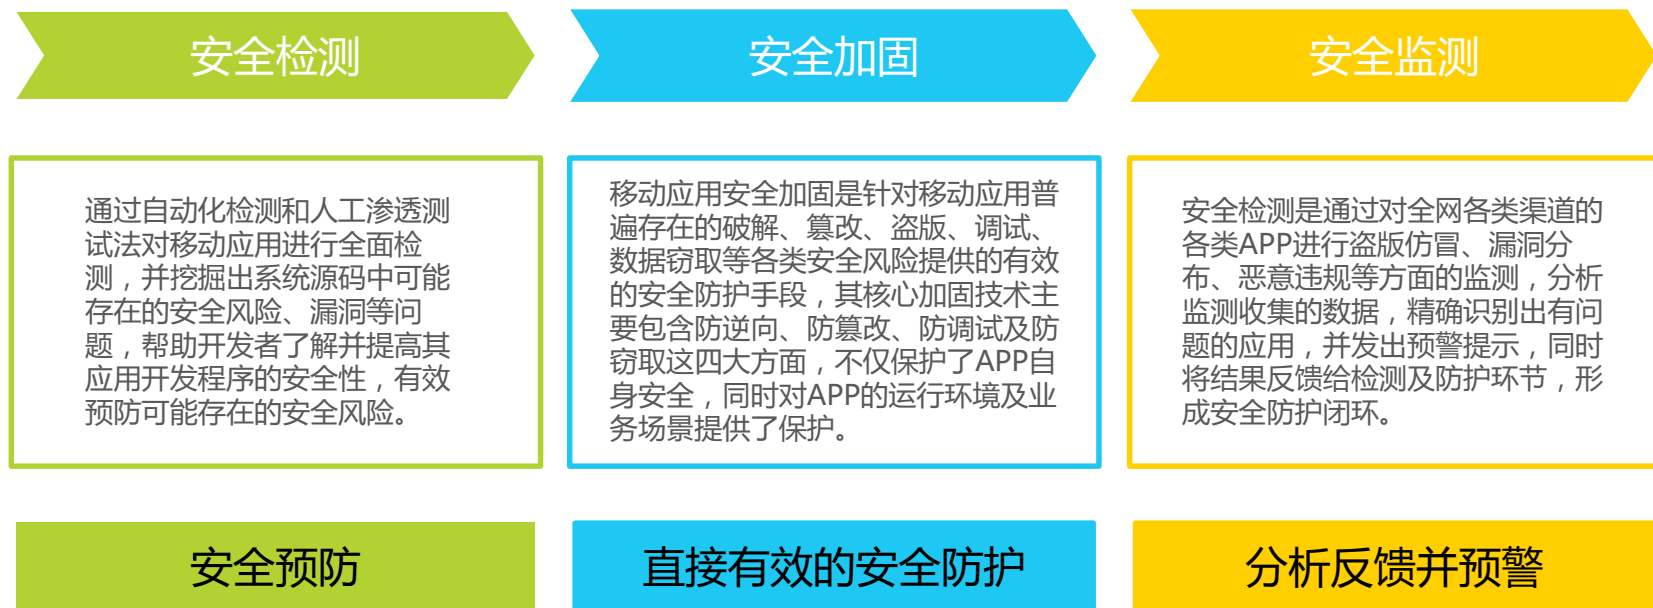 安全检测
安全加固
安全监测
通过自动化检测和人工渗透测
试法对移动应用进行全面检
测，并挖掘出系统源码中可能
存在的安全风险、漏洞等问
题，帮助开发者了解并提高其
应用开发程序的安全性，有效
预防可能存在的安全风险。
移动应用安全加固是针对移动应用普
遍存在的破解、篡改、盗版、调试、
数据窃取等各类安全风险提供的有效
的安全防护手段，其核心加固技术主
要包含防逆向、防篡改、防调试及防
窃取这四大方面，不仅保护了APP自
身安全，同时对APP的运行环境及业
务场景提供了保护。
安全检测是通过对全网各类渠道的
各类APP进行盗版仿冒、漏洞分
布、恶意违规等方面的监测，分析
监测收集的数据，精确识别出有问
题的应用，并发出预警提示，同时
将结果反馈给检测及防护环节，形
成安全防护闭环。
安全预防
直接有效的安全防护
分析反馈并预警